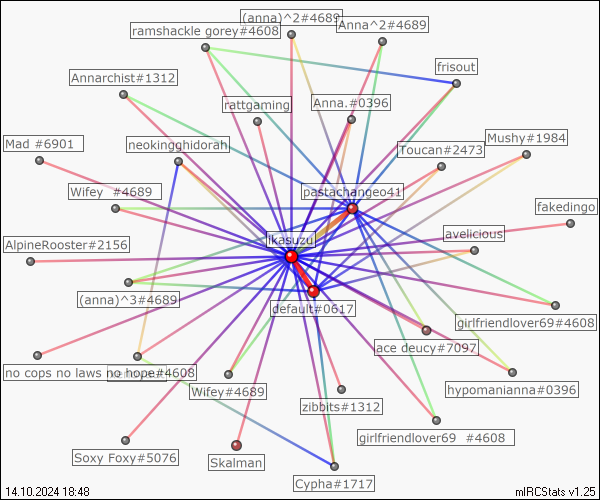 (anna)^2#4689
ramshackle gorey#4608
Anna^2#4689
frisout
Annarchist#1312
rattgaming
Anna.#0396
Mad #6901
neokingghidorah
Toucan#2473
Mushy#1984
Wifey #4689
pastachangeo41
fakedingo
AlpineRooster#2156
ikasuzu
avelicious
(anna)^3#4689
default#0617
girlfriendlover69#4608
ace deucy#7097
no cops no laws no hope#4608
Wifey#4689
hypomanianna#0396
zibbits#1312
girlfriendlover69 #4608
Soxy Foxy#5076
Skalman
Cypha#1717
14.10.2024 18:48
mIRCStats v1.25